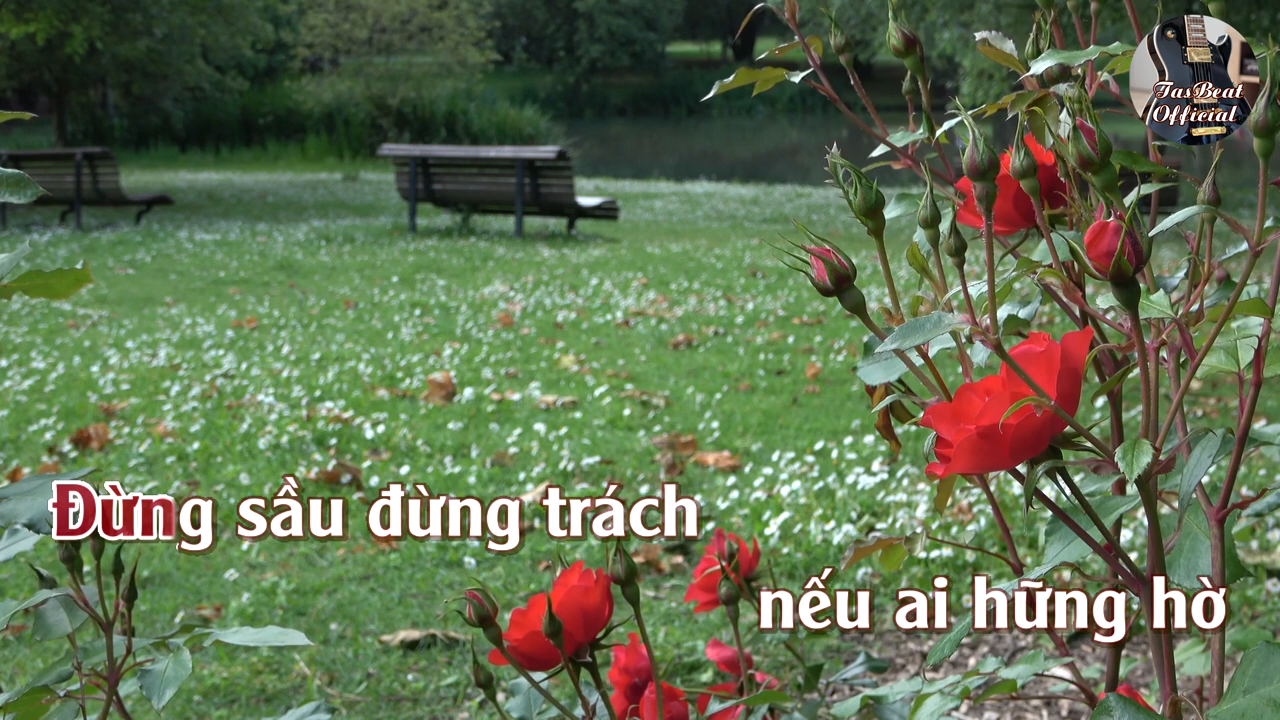 TasBeat
Official
Đừng sầu đừng trách
nếu ai hững hờ